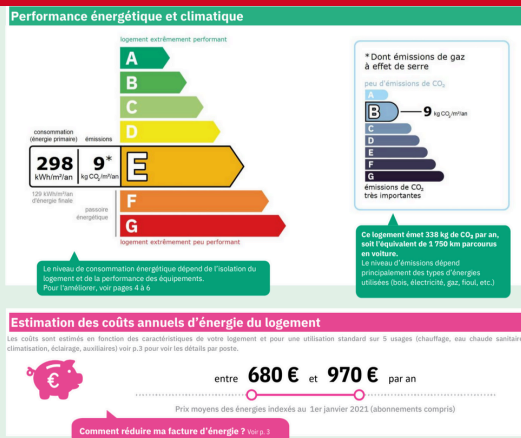 Performance énergétique et climatique
logement extrêmement performant
A
B
C
D
consommation
(énergie primaire)
émissions
298
kWh/m²/an
9*
kg CO₂/m²/an
E
129 kWh/m²/an
d'énergie finale
passoire
énergétique
F
G
logement extrêmement peu performant
Le niveau de consommation énergétique dépend de l'isolation du
logement et de la performance des équipements.
Pour l'améliorer, voir pages 4 à 6
*Dont émissions de gaz
à effet de serre
peu d'émissions de CO₂
A
B
9 kg CO₂/m²/an
C
D
E
F
G
émissions de CO₂
très importantes
Ce logement émet 338 kg de CO₂ par an,
soit l'équivalent de 1 750 km parcourus
en voiture.
Le niveau d'émissions dépend
principalement des types d'énergies
utilisées (bois, électricité, gaz, fioul, etc.)
Estimation des coûts annuels d'énergie du logement
Les coûts sont estimés en fonction des caractéristiques de votre logement et pour une utilisation standard sur 5 usages (chauffage, eau chaude sanitaire
climatisation, éclairage, auxiliaires) voir p.3 pour voir les détails par poste.
€
entre 680 € et 970 € par an
Prix moyens des énergies indexés au 1er janvier 2021 (abonnements compris)
Comment réduire ma facture d'énergie ? Voir p. 3